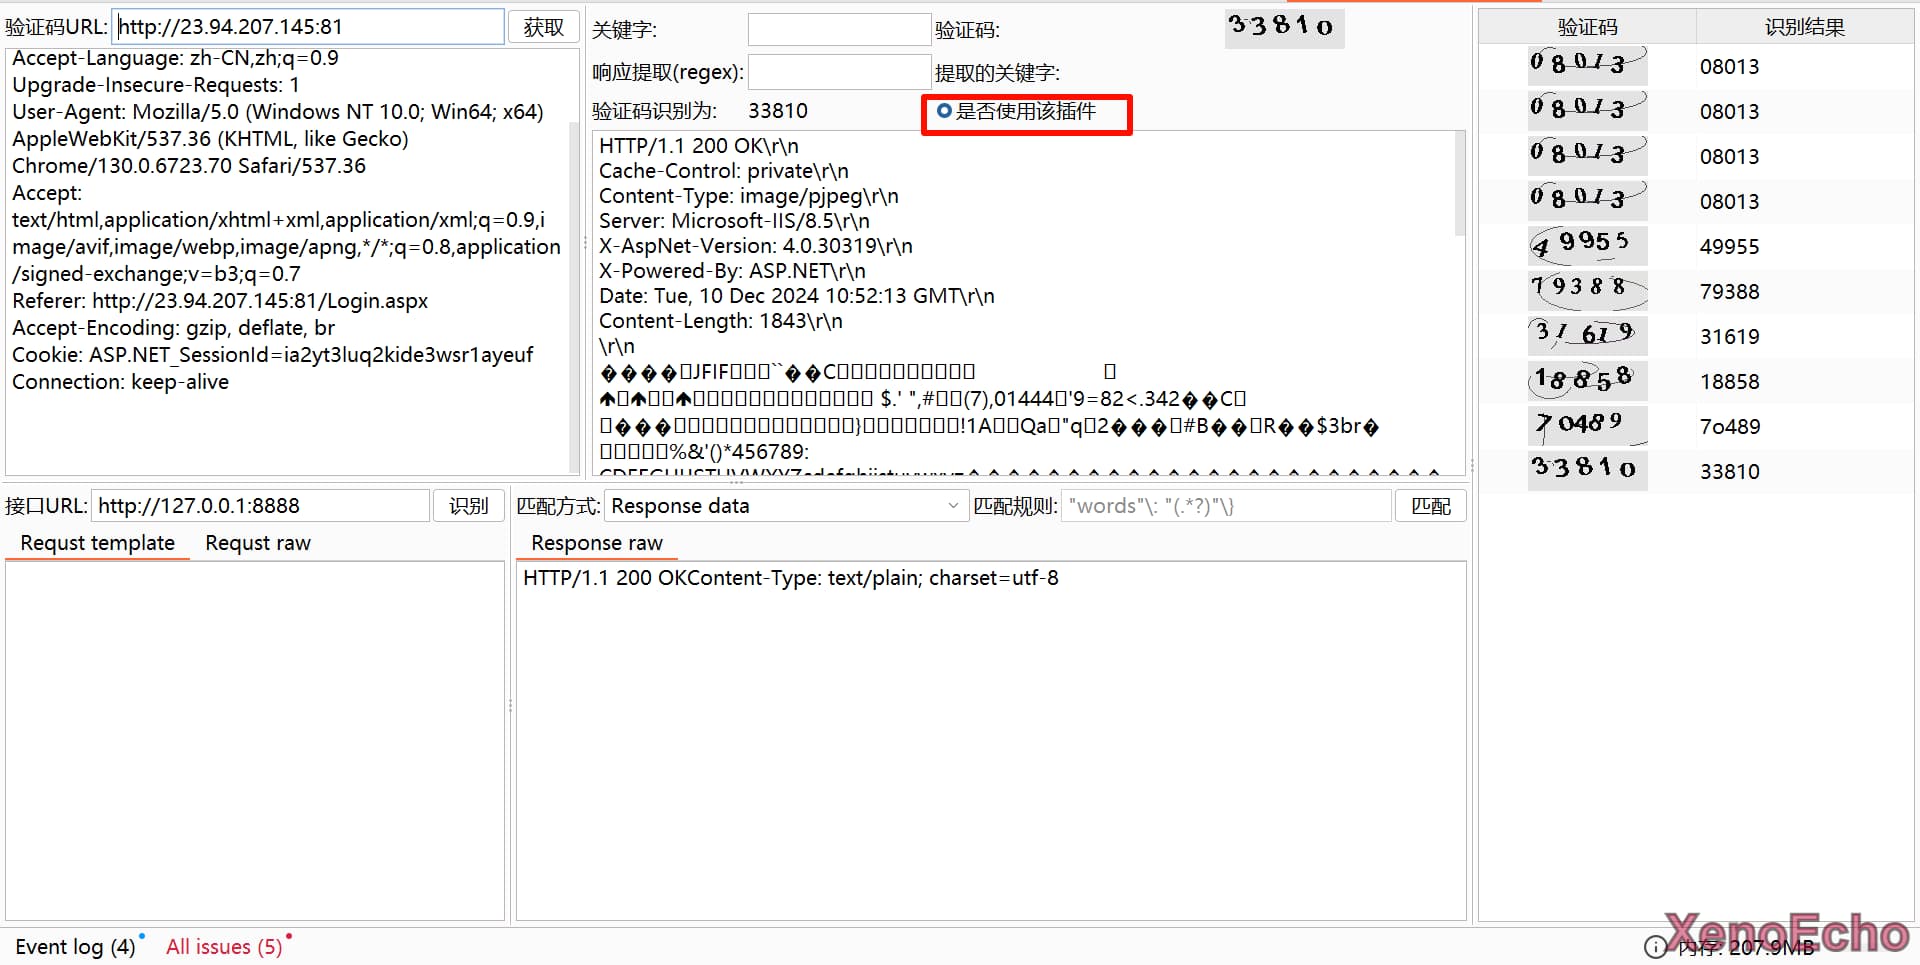 验证码URL: http://23.94.207.145:81 获取
Accept-Language: zh-CN,zh;q=0.9
Upgrade-Insecure-Requests: 1
User-Agent: Mozilla/5.0 (Windows NT 10.0; Win64; x64)
AppleWebKit/537.36 (KHTML, like Gecko)
Chrome/130.0.6723.70 Safari/537.36
Accept:
text/html,application/xhtml+xml,application/xml;q=0.9,i
mage/avif,image/webp,image/apng,*/*;q=0.8,application
/signed-exchange;v=b3;q=0.7
Referer: http://23.94.207.145:81/Login.aspx
Accept-Encoding: gzip, deflate, br
Cookie: ASP.NET_SessionId=ia2yt3luq2kide3wsr1ayeuf
Connection: keep-alive
关键字: 验证码: 33810
响应提取(regex): 提取的关键字:
验证码识别为: 33810 是否使用该插件
HTTP/1.1 200 OK\r\n
Cache-Control: private\r\n
Content-Type: image/pjpeg\r\n
Server: Microsoft-IIS/8.5\r\n
X-AspNet-Version: 4.0.30319\r\n
X-Powered-By: ASP.NET\r\n
Date: Tue, 10 Dec 2024 10:52:13 GMT\r\n
Content-Length: 1843\r\n
\r\n
����▯JFIF▯▯▯``��C▯▯▯▯▯▯▯▯▯▯▯ ▯
🡩▯🡩▯▯🡩▯▯▯▯▯▯▯▯▯▯▯▯▯▯▯ $.' ",#▯▯(7),01444▯'9=82<.342��C▯
▯���▯▯▯▯▯▯▯▯▯▯▯▯▯▯▯}▯▯▯▯▯▯▯!1A▯▯Qa▯"q▯2���▯#B��▯R��$3br�
▯▯▯▯▯%&'()*456789:
验证码 识别结果
08013 08013
08013 08013
08013 08013
08013 08013
49955 49955
79388 79388
31619 31619
18858 18858
70489 7o489
33810 33810
接口URL: http://127.0.0.1:8888 识别
Requst template Requst raw
匹配方式: Response data 匹配规则: "words"\: "(.*?)"\} 匹配
Response raw
HTTP/1.1 200 OKContent-Type: text/plain; charset=utf-8
Event log (4) All issues (5)
内存: 207.9MB
XenoEcho